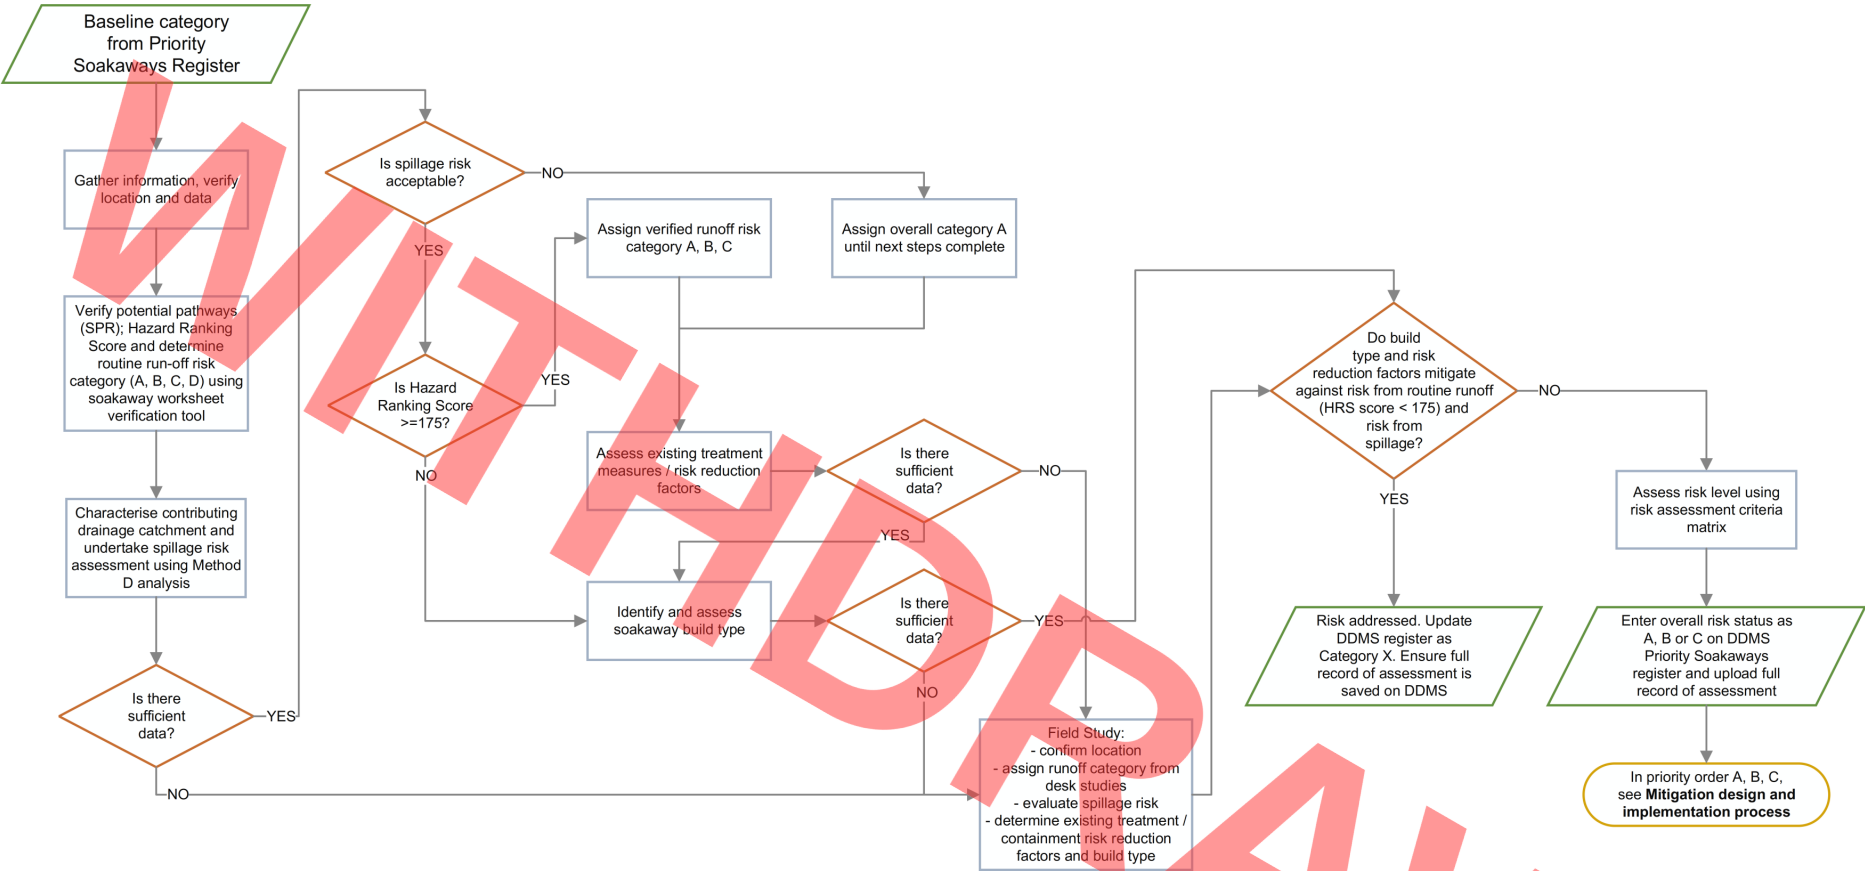 Baseline category
from Priority
Soakaways Register
Gather information, verify
location and data
Verify potential pathways
(SPR); Hazard Ranking
Score and determine
routine run-off risk
category (A, B, C, D) using
soakaway worksheet
verification tool
Characterise contributing
drainage catchment and
undertake spillage risk
assessment using Method
D analysis
Is there
sufficient
data?
YES
NO
Is spillage risk
acceptable?
NO
YES
Is Hazard
Ranking Score
>=175?
YES
NO
Assign verified runoff risk
category A, B, C
Assign overall category A
until next steps complete
Assess existing treatment
measures / risk reduction
factors
Is there
sufficient
data?
NO
YES
Identify and assess
soakaway build type
Is there
sufficient
data?
YES
NO
Field Study:
- confirm location
- assign runoff category from
desk studies
- evaluate spillage risk
- determine existing treatment /
containment risk reduction
factors and build type
Do build
type and risk
reduction factors mitigate
against risk from routine runoff
(HRS score < 175) and
risk from
spillage?
NO
YES
Assess risk level using
risk assessment criteria
matrix
Risk addressed. Update
DDMS register as
Category X. Ensure full
record of assessment is
saved on DDMS
Enter overall risk status as
A, B or C on DDMS
Priority Soakaways
register and upload full
record of assessment
In priority order A, B, C,
see Mitigation design and
implementation process
WITHDRA